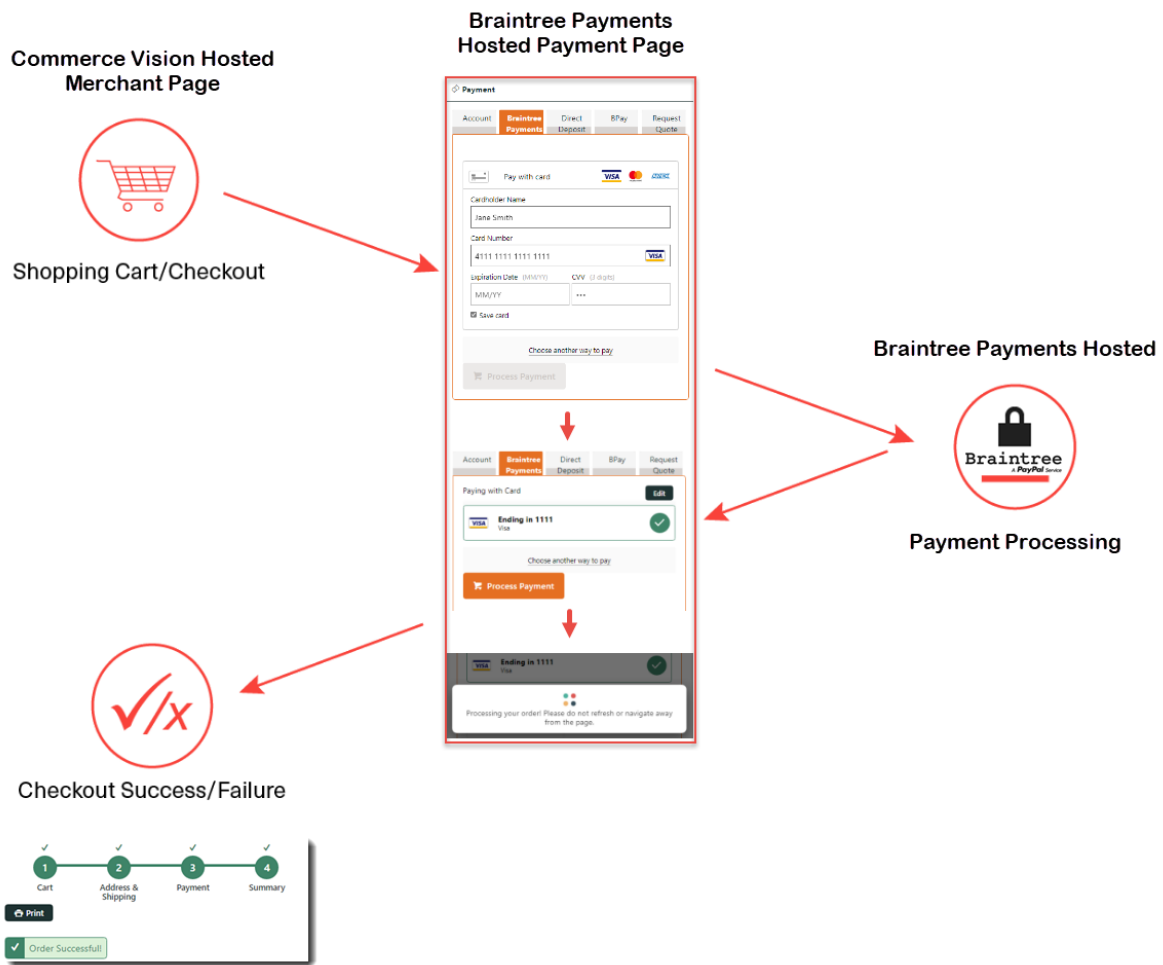 Braintree Payments
Hosted Payment Page
Commerce Vision Hosted
Merchant Page
Shopping Cart/Checkout
Payment
Account Braintree Payments Direct Deposit BPay Request Quote
Pay with card VISA
Cardholder Name
Jane Smith
Card Number
4111 1111 1111 1111 VISA
Expiration Date (MM/YY) CVV (3 digits)
MM/YY •••
Save card
Choose another way to pay
Process Payment
Account Braintree Payments Direct Deposit BPay Request Quote
Paying with Card Edit
VISA Ending in 1111
Visa
Choose another way to pay
Process Payment
VISA Ending in 1111
Visa
Processing your order! Please do not refresh or navigate away
from the page.
Braintree Payments Hosted
Braintree
A PayPal Service
Payment Processing
√/x
Checkout Success/Failure
1 2 3 4
Cart Address & Shipping Payment Summary
Print
Order Successful!